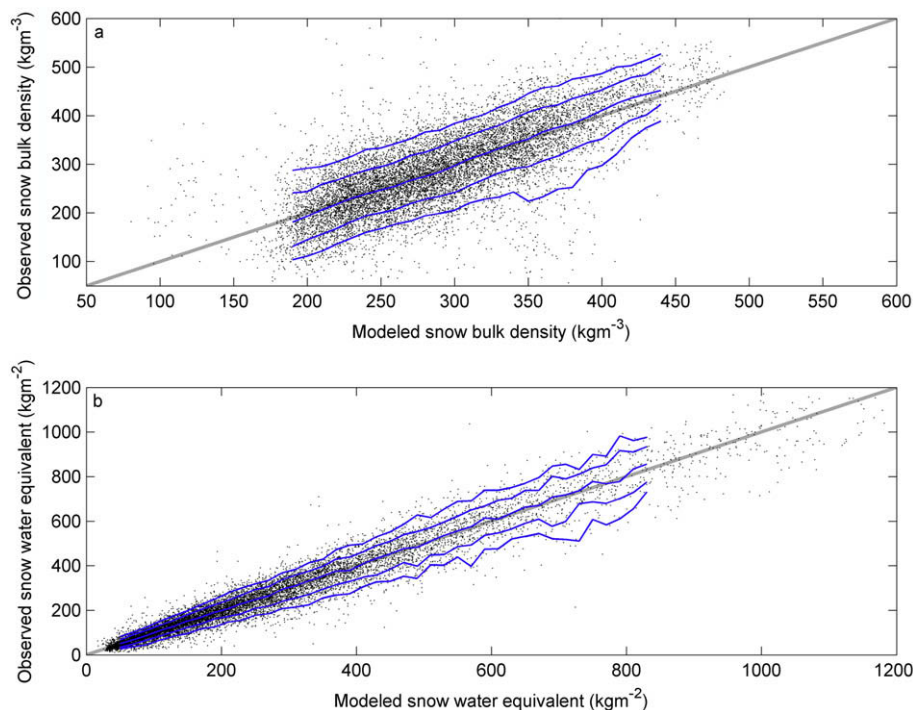 a
600
500
400
300
200
100
Observed snow bulk density (kgm⁻³)
50 100 150 200 250 300 350 400 450 500 550 600
Modeled snow bulk density (kgm⁻³)
b
1200
1000
800
600
400
200
0
Observed snow water equivalent (kgm⁻²)
0 200 400 600 800 1000 1200
Modeled snow water equivalent (kgm⁻²)